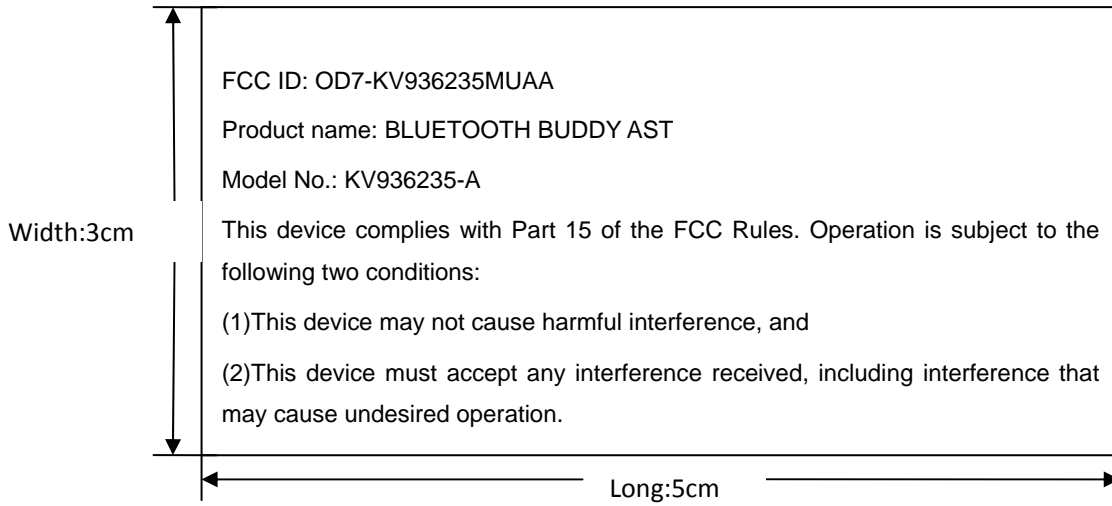 FCC ID: OD7-KV936235MUAA
Product name: BLUETOOTH BUDDY AST
Model No.: KV936235-A
Width:3cm
This device complies with Part 15 of the FCC Rules. Operation is subject to the
following two conditions:
(1)This device may not cause harmful interference, and
(2)This device must accept any interference received, including interference that
may cause undesired operation.
Long:5cm